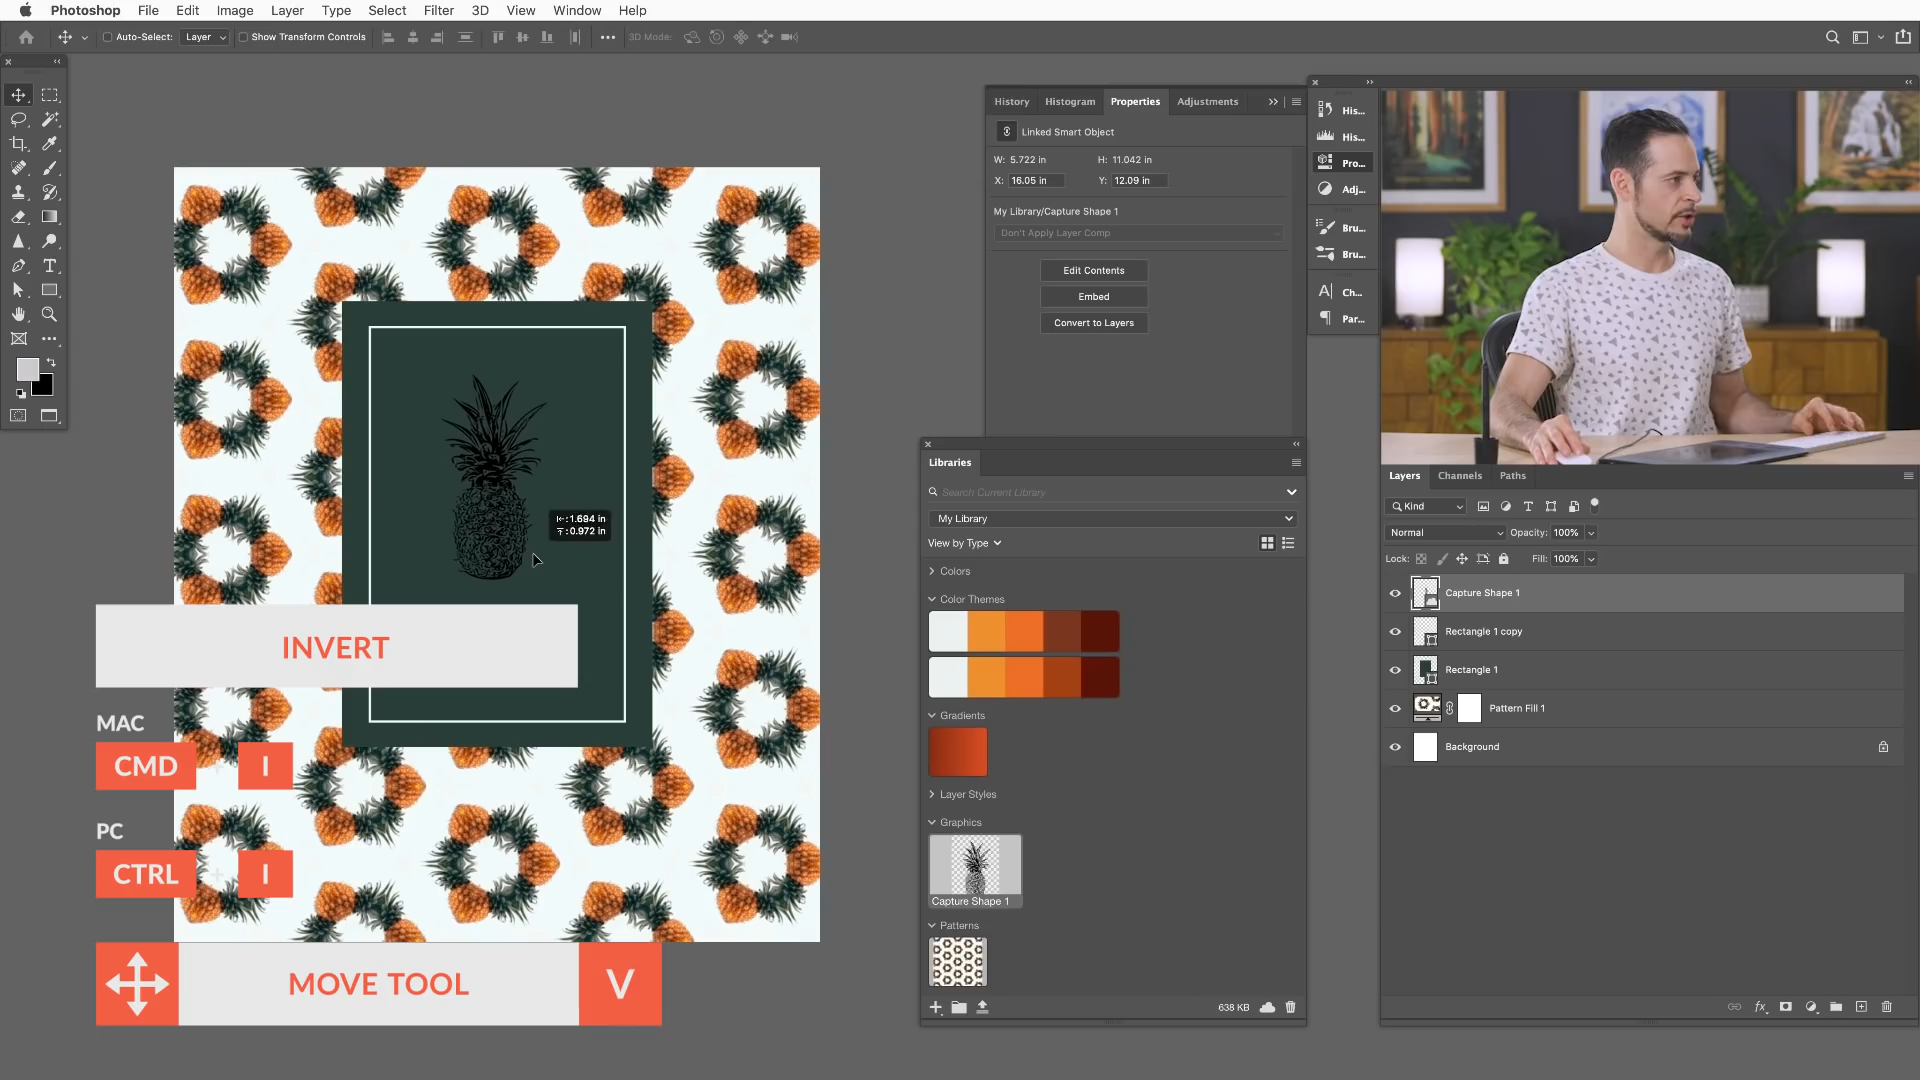 Photoshop File Edit Image Layer Type Select Filter 3D View Window Help
Auto-Select: Layer Show Transform Controls 3D Mode:
History Histogram Properties Adjustments
Linked Smart Object
W: 5.722 in H: 11.042 in
X: 16.05 in Y: 12.09 in
My Library/Capture Shape 1
Don't Apply Layer Comp
Edit Contents
Embed
Convert to Layers
His...
His...
Pro...
Adj...
Bru...
Bru...
Ch...
Par...
Libraries
Search Current Library
My Library
View by Type
Colors
Color Themes
Gradients
Layer Styles
Graphics
Capture Shape 1
Patterns
638 KB
Layers Channels Paths
Kind
Normal Opacity: 100%
Lock: Fill: 100%
Capture Shape 1
Rectangle 1 copy
Rectangle 1
Pattern Fill 1
Background
:1.694 in
:0.972 in
INVERT
MAC
CMD + I
PC
CTRL + I
MOVE TOOL V